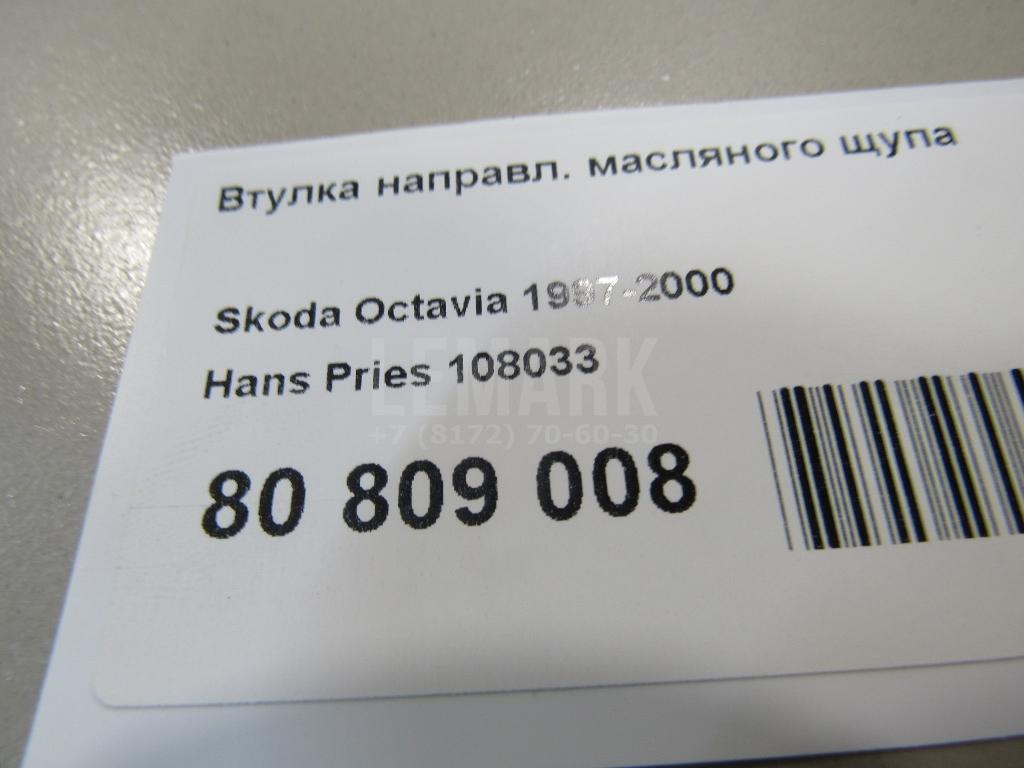 Втулка направл. масляного щупа
Skoda Octavia 1997-2000
Hans Pries 108033
LEMARK
+7 (8172) 70-60-30
80 809 008